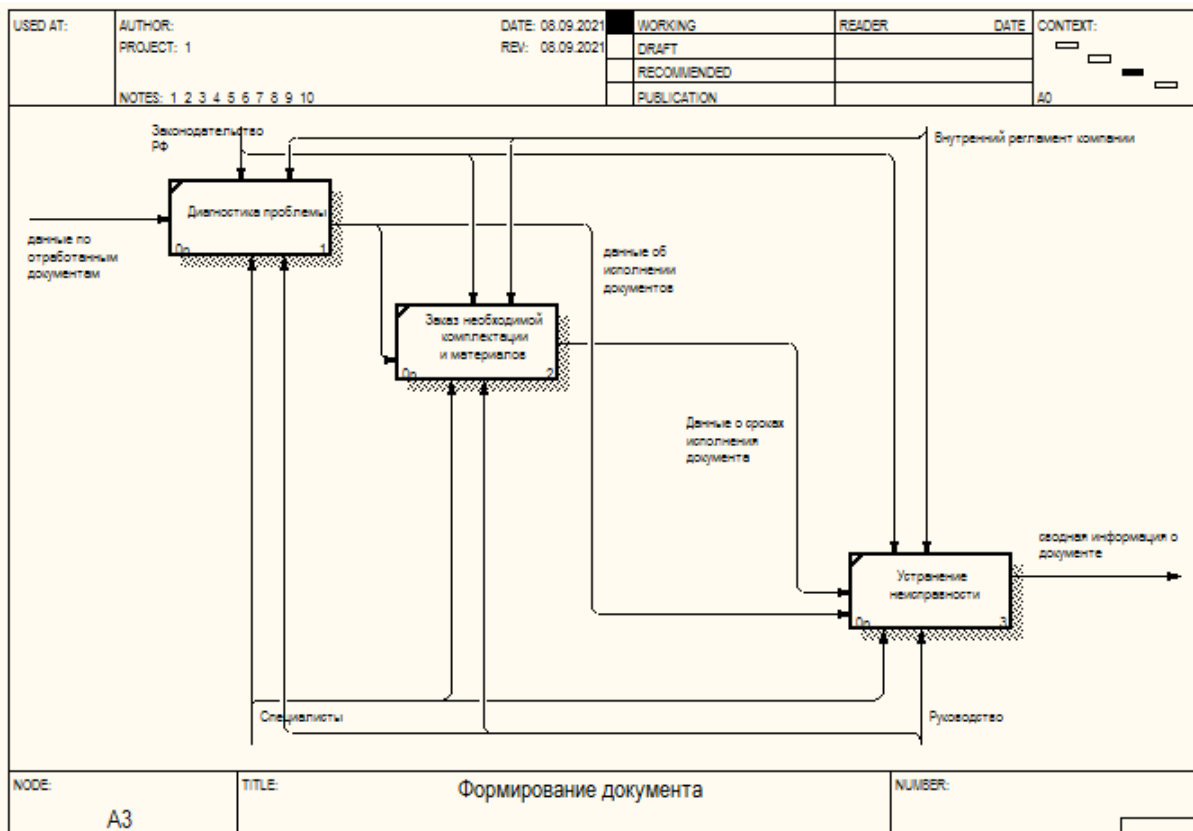 USED AT:
AUTHOR:
DATE: 08.09.2021
WORKING
READER
DATE
CONTEXT:
PROJECT: 1
REV: 08.09.2021
DRAFT
RECOMMENDED
NOTES: 1 2 3 4 5 6 7 8 9 10
PUBLICATION
A0
Законодательство
РФ
Внутренний регламент компании
Диагностика проблемы
0р.
1
данные по
отработанным
документам
данные об
исполнении
документов
Заказ необходимой
комплектации
и материалов
0р.
2
Данные о сроках
исполнения
документа
сводная информация о
документе
Устранение
неисправности
0р.
3
Специалисты
Руководство
NODE:
TITLE:
Формирование документа
NUMBER:
A3